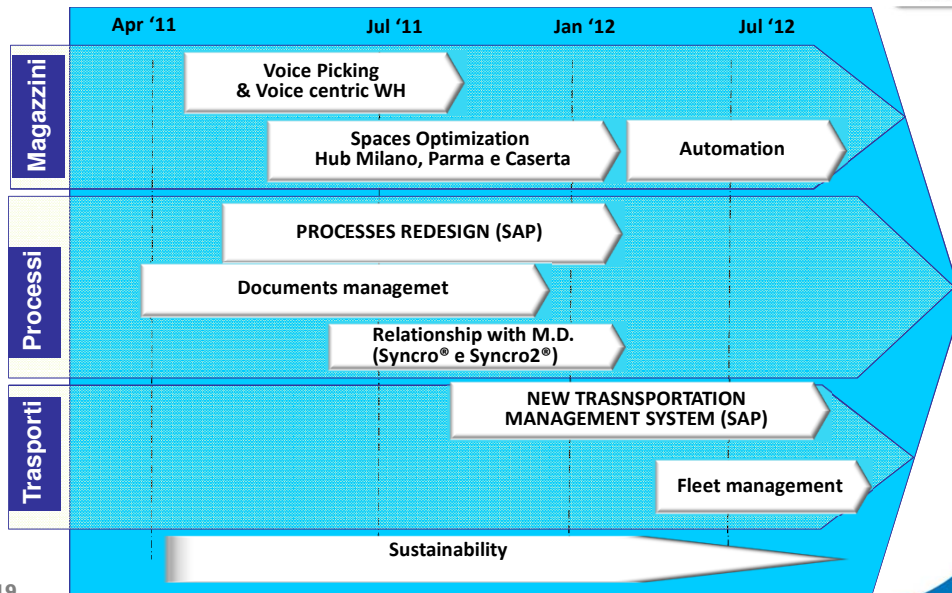 Apr ‘11 Jul ‘11 Jan ‘12 Jul ‘12
Magazzini
Voice Picking
& Voice centric WH
Spaces Optimization
Hub Milano, Parma e Caserta
Automation
Processi
PROCESSES REDESIGN (SAP)
Documents managemet
Relationship with M.D.
(Syncro® e Syncro2®)
Trasporti
NEW TRASNSPORTATION
MANAGEMENT SYSTEM (SAP)
Fleet management
Sustainability
19